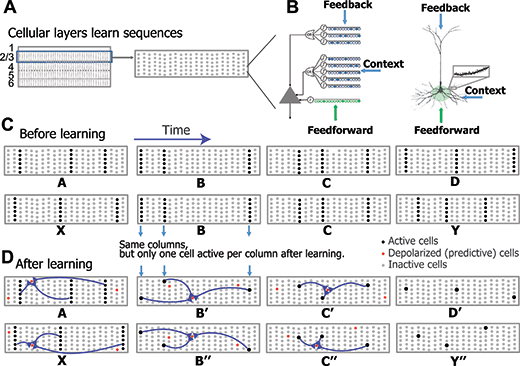 A
Cellular layers learn sequences
1
2/3
4
5
6
B
Feedback
Context
Feedforward
Feedback
Context
Feedforward
C
Before learning
Time
A
B
C
D
X
B
C
Y
Same columns,
but only one cell active per column after learning.
Active cells
Depolarized (predictive) cells
Inactive cells
D
After learning
A
B′
C′
D′
X
B″
C″
Y″